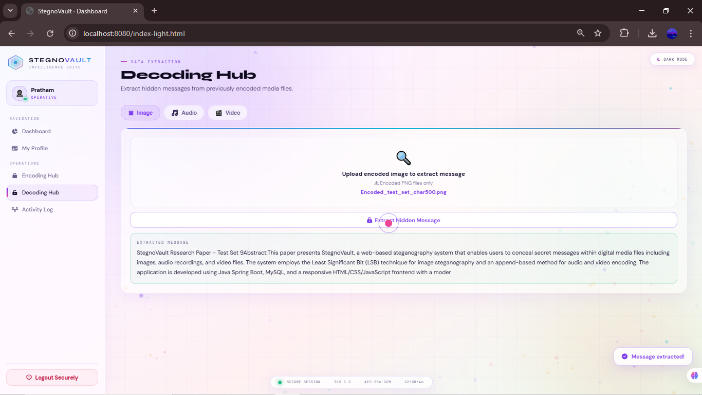 StegnoVault - Dashboard
localhost:8080/index-light.html
STEGNOVAULT
INTELLIGENCE SUITE
Pratham
OPERATIVE
NAVIGATION
Dashboard
My Profile
OPERATIONS
Encoding Hub
Decoding Hub
Activity Log
Logout Securely
DARK MODE
DATA EXTRACTION
Decoding Hub
Extract hidden messages from previously encoded media files.
Image
Audio
Video
Upload encoded image to extract message
Encoded PNG files only
Encoded_test_set_char500.png
Extract Hidden Message
EXTRACTED MESSAGE
StegnoVault Research Paper – Test Set 9Abstract:This paper presents StegnoVault, a web-based steganography system that enables users to conceal secret messages within digital media files including
images, audio recordings, and video files. The system employs the Least Significant Bit (LSB) technique for image steganography and an append-based method for audio and video encoding. The
application is developed using Java Spring Boot, MySQL, and a responsive HTML/CSS/JavaScript frontend with a moder
Message extracted!
SECURE SESSION